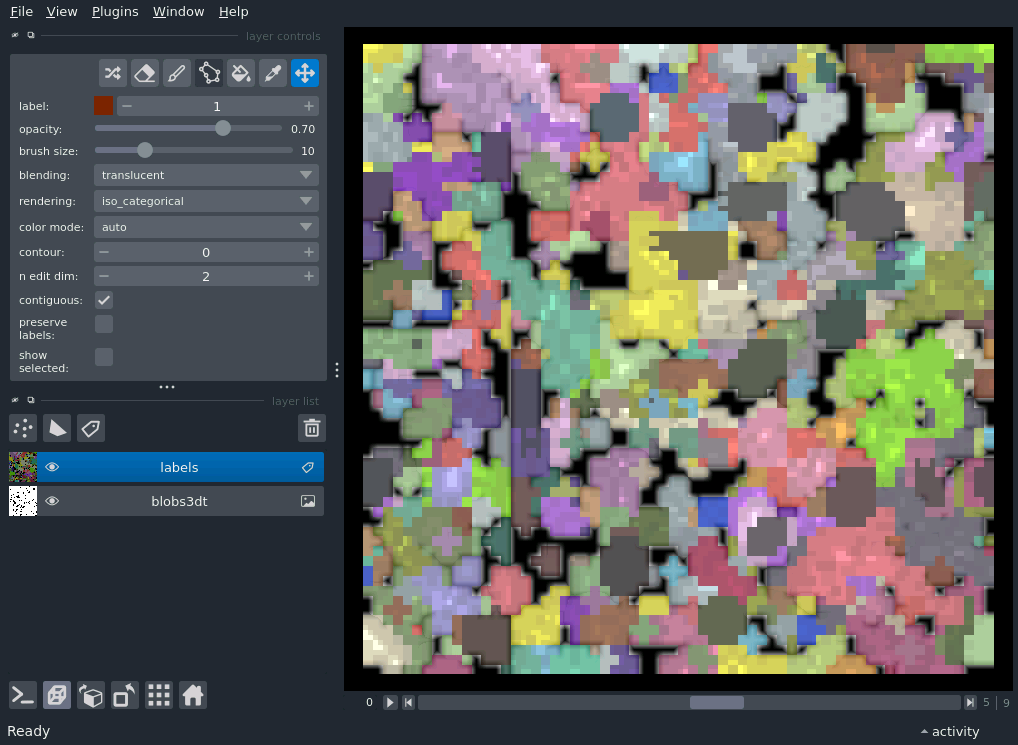 File View Plugins Window Help
layer controls
label: 1
opacity: 0.70
brush size: 10
blending: translucent
rendering: iso_categorical
color mode: auto
contour: 0
n edit dim: 2
contiguous:
preserve
labels:
show
selected:
layer list
labels
blobs3dt
0 5 | 9
Ready
activity